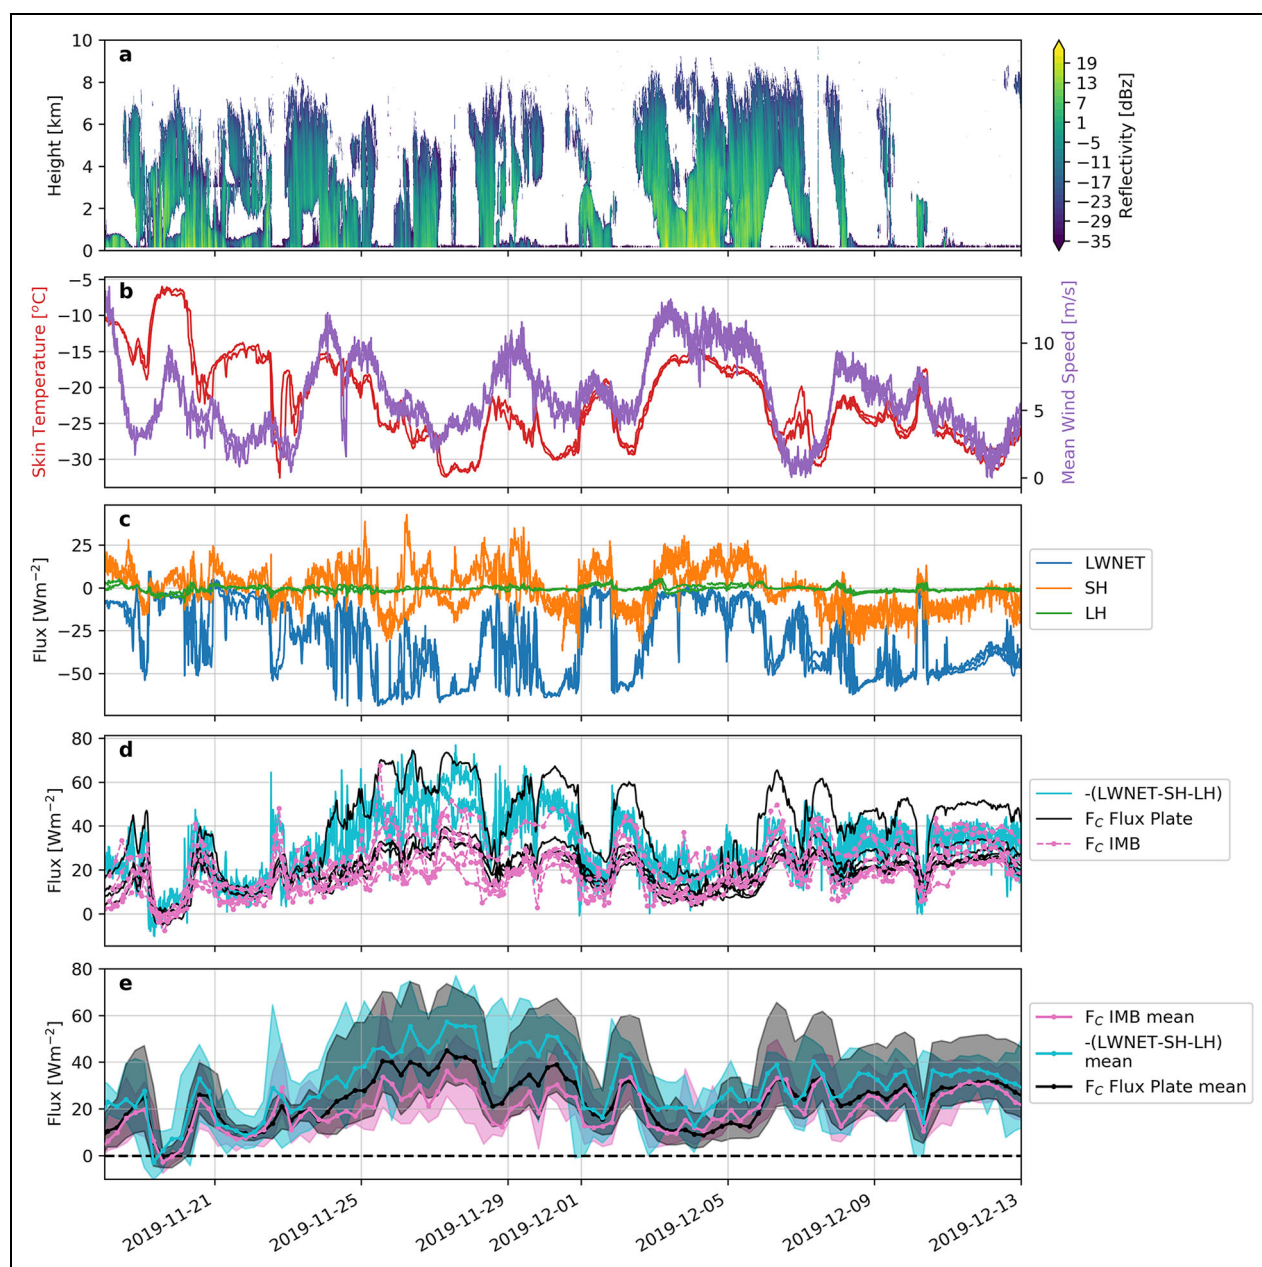 a
10
8
6
4
2
0
Height [km]
19
13
7
1
−5
−11
−17
−23
−29
−35
Reflectivity [dBz]
b
−5
−10
−15
−20
−25
−30
Skin Temperature [°C]
10
5
0
Mean Wind Speed [m/s]
c
25
0
−25
−50
Flux [Wm⁻²]
LWNET
SH
LH
d
80
60
40
20
0
Flux [Wm⁻²]
-(LWNET-SH-LH)
F_C Flux Plate
F_C IMB
e
80
60
40
20
0
Flux [Wm⁻²]
F_C IMB mean
-(LWNET-SH-LH)
mean
F_C Flux Plate mean
2019-11-21
2019-11-25
2019-11-29
2019-12-01
2019-12-05
2019-12-09
2019-12-13